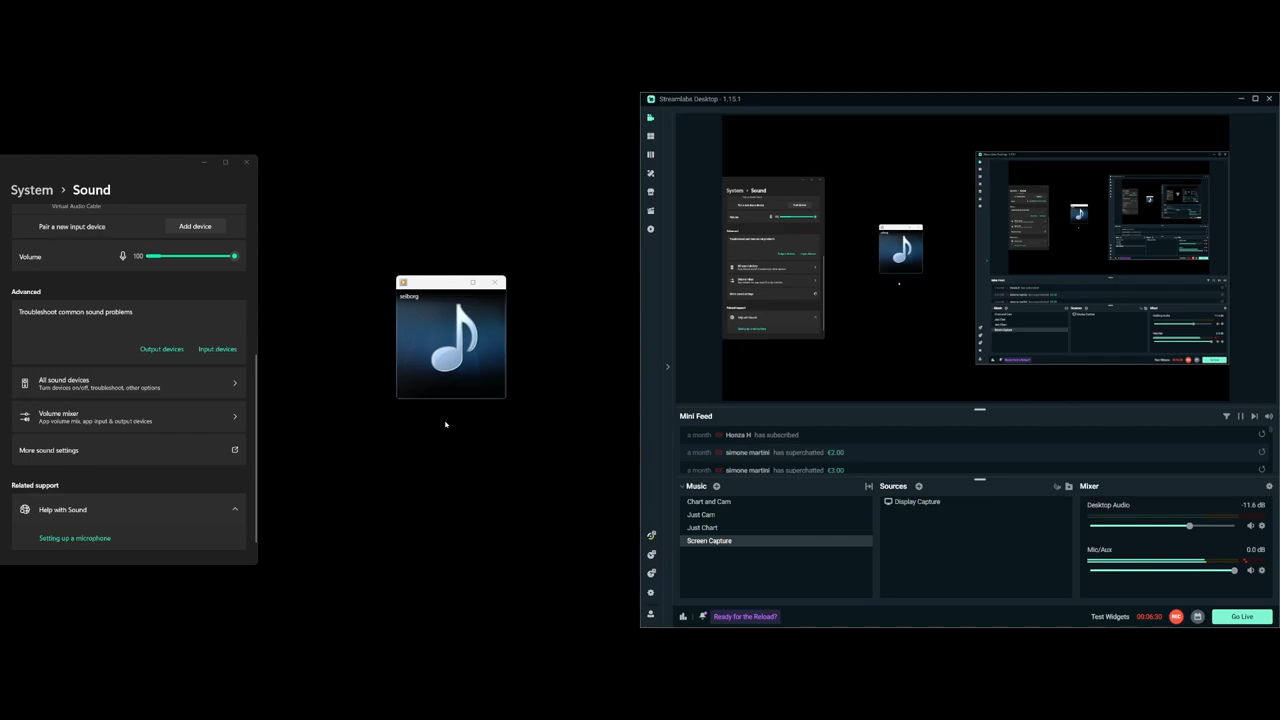 System > Sound
Virtual Audio Cable
Pair a new input device
Add device
Volume
100
Advanced
Troubleshoot common sound problems
Output devices
Input devices
All sound devices
Turn devices on/off, troubleshoot, other options
Volume mixer
App volume mix, app input & output devices
More sound settings
Related support
Help with Sound
Setting up a microphone
seiborg
Streamlabs Desktop - 1.15.1
System > Sound
Mini Feed
a month Honza H has subscribed
a month simone martini has superchatted €2.00
a month simone martini has superchatted €3.00
Music
Chart and Cam
Just Cam
Just Chart
Screen Capture
Sources
Display Capture
Mixer
Desktop Audio
-11.6 dB
Mic/Aux
0.0 dB
Ready for the Reload?
Test Widgets
00:06:30
REC
Go Live